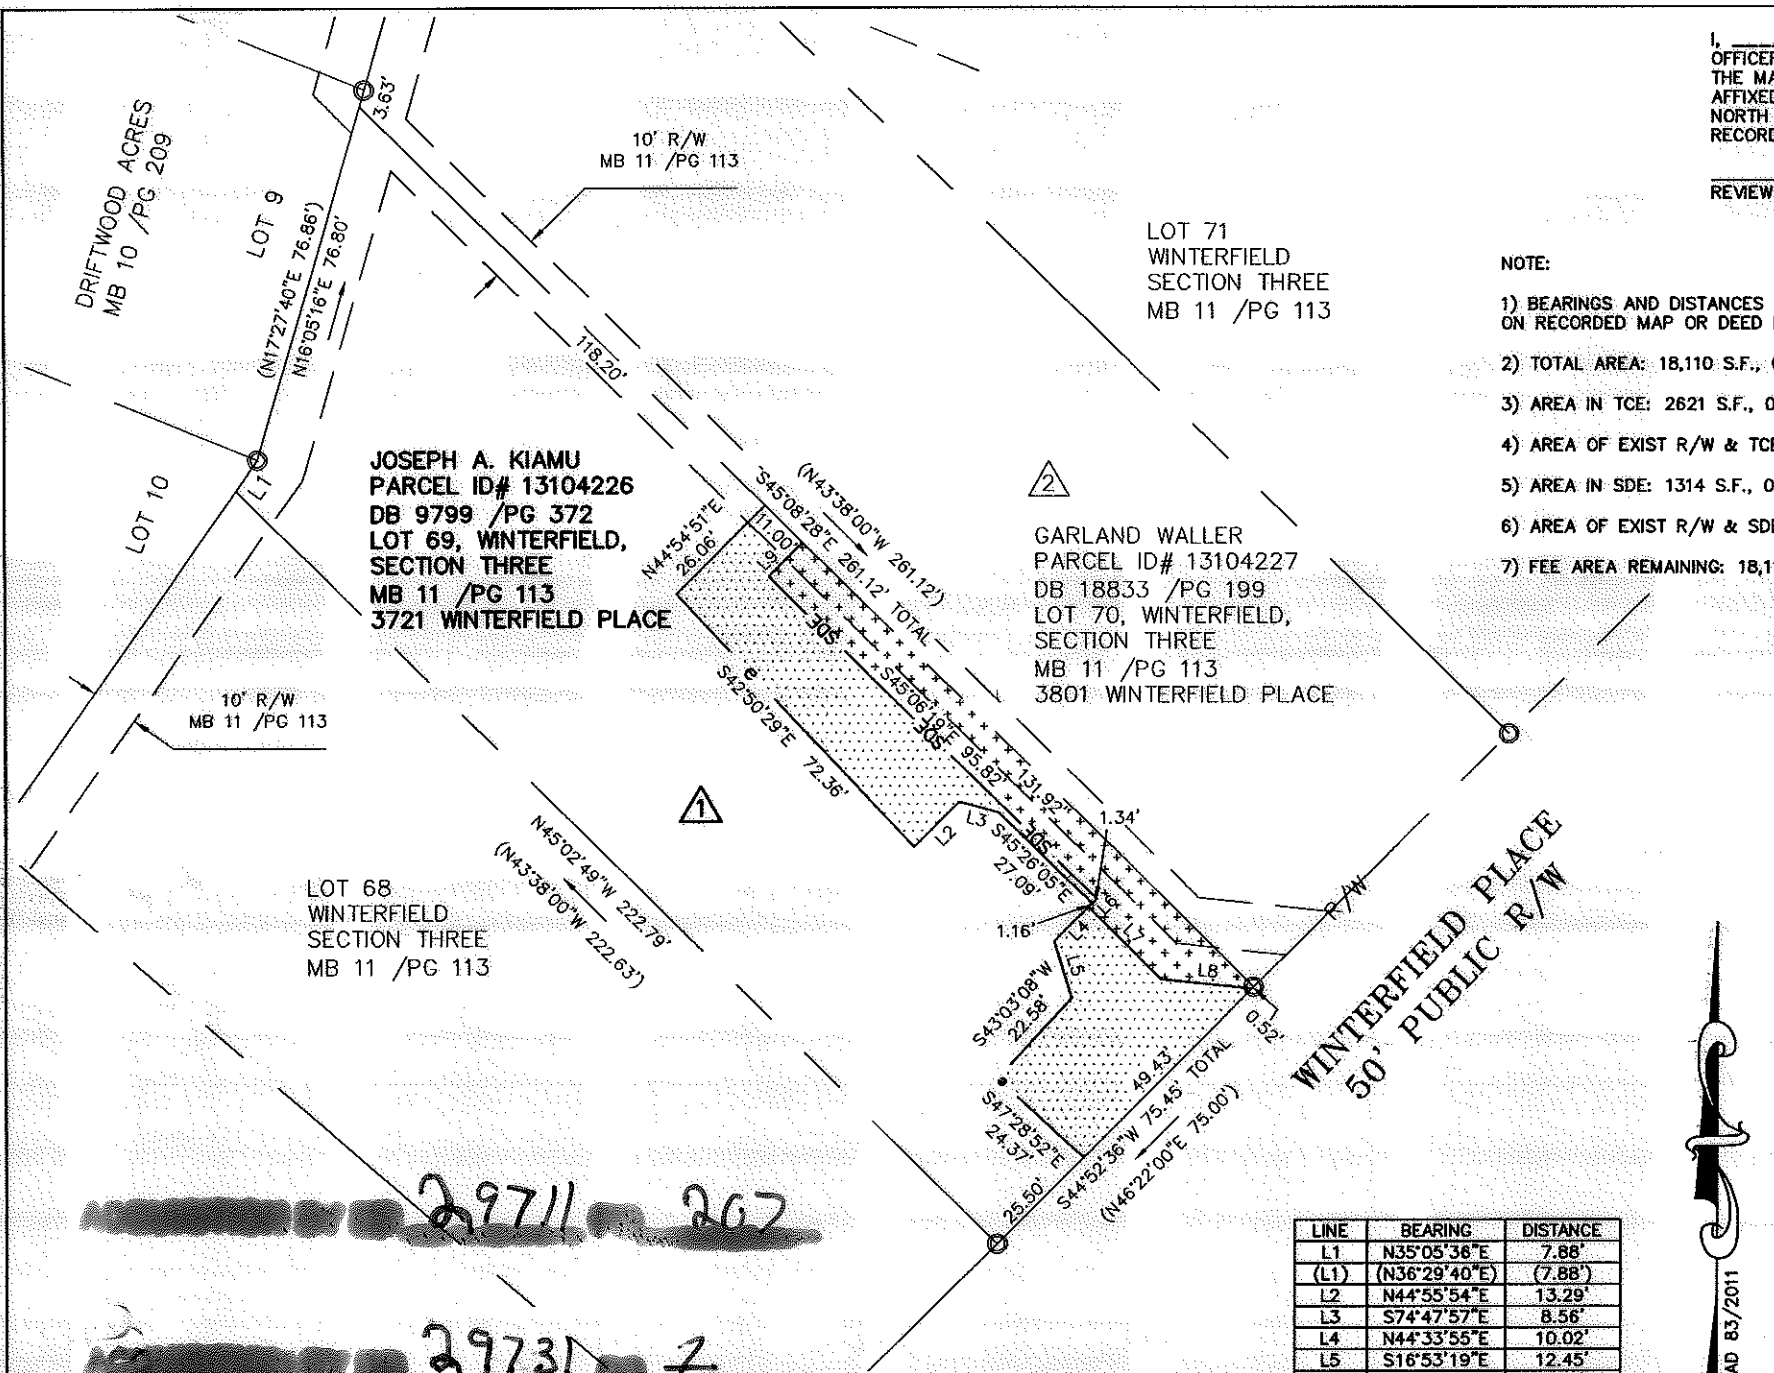 DRIFTWOOD ACRES
MB 10 /PG 209
LOT 9
(N17°27'40"E 76.86')
N16°05'16"E 76.80'
3.63'
10' R/W
MB 11 /PG 113
LOT 71
WINTERFIELD
SECTION THREE
MB 11 /PG 113
I,
THE
NORTH
NOTE:
1) BEARINGS AND DISTANCES
ON RECORDED MAP OR DEED
2) TOTAL AREA: 18,110 S.F.,
3) AREA IN TCE: 2621 S.F., 0
4) AREA OF EXIST R/W &
5) AREA IN SDE: 1314 S.F., 0
6) AREA OF EXIST R/W &
7) FEE AREA REMAINING:
118.20'
LOT 10
L1
JOSEPH A. KIAMU
PARCEL ID# 13104226
DB 9799 /PG 372
LOT 69, WINTERFIELD,
SECTION THREE
MB 11 /PG 113
3721 WINTERFIELD PLACE
N44°54'51"E
26.06'
11.00'
L9
S45°08'28"E 261.12' TOTAL
(N43°38'00"W 261.12')
2
GARLAND WALLER
PARCEL ID# 13104227
DB 18833 /PG 199
LOT 70, WINTERFIELD,
SECTION THREE
MB 11 /PG 113
3801 WINTERFIELD PLACE
10' R/W
MB 11 /PG 113
SDE
S45°06'19"E 95.82'
SDE
131.92'
SDE
e
S42°50'29"E 72.36'
L2
L3
S45°26'05"E
27.09'
1.34'
1.16'
L6
L4
L7
L5
L8
1
N45°02'49"W 222.79'
(N43°38'00"W 222.63')
LOT 68
WINTERFIELD
SECTION THREE
MB 11 /PG 113
S43°03'08"W
22.58'
R/W
WINTERFIELD PLACE
50' PUBLIC R/W
0.52'
49.43'
S47°28'52"E
24.37'
S44°52'36"W 75.45' TOTAL
(N46°22'00"E 75.00')
25.50'
29711 207
29731 1
LINE BEARING DISTANCE
L1 N35°05'36"E 7.88'
(L1) (N36°29'40"E) (7.88')
L2 N44°55'54"E 13.29'
L3 S74°47'57"E 8.56'
L4 N44°33'55"E 10.02'
L5 S16°53'19"E 12.45'
AD 83/2011